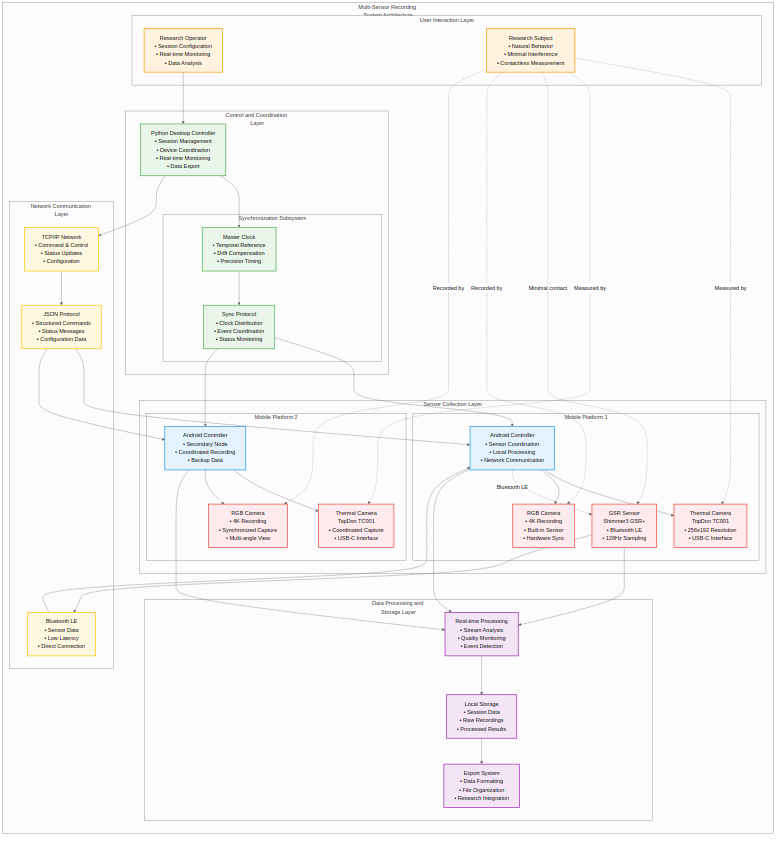 Multi-Sensor Recording
System Architecture
User Interaction Layer
Research Operator
• Session Configuration
• Real-time Monitoring
• Data Analysis
Research Subject
• Natural Behavior
• Minimal Interference
• Contactless Measurement
Control and Coordination
Layer
Python Desktop Controller
• Session Management
• Device Coordination
• Real-time Monitoring
• Data Export
Network Communication
Layer
Synchronization Subsystem
TCP/IP Network
• Command & Control
• Status Updates
• Configuration
Master Clock
• Temporal Reference
• Drift Compensation
• Precision Timing
Recorded by
Recorded by
Minimal contact
Measured by
Measured by
JSON Protocol
• Structured Commands
• Status Messages
• Configuration Data
Sync Protocol
• Clock Distribution
• Event Coordination
• Status Monitoring
Sensor Collection Layer
Mobile Platform 2
Mobile Platform 1
Android Controller
• Secondary Node
• Coordinated Recording
• Backup Data
Android Controller
• Sensor Coordination
• Local Processing
• Network Communication
Bluetooth LE
RGB Camera
• 4K Recording
• Synchronized Capture
• Multi-angle View
Thermal Camera
TopDon TC001
• Coordinated Capture
• USB-C Interface
RGB Camera
• 4K Recording
• Built-in Sensor
• Hardware Sync
GSR Sensor
Shimmer3 GSR+
• Bluetooth LE
• 128Hz Sampling
Thermal Camera
TopDon TC001
• 256x192 Resolution
• USB-C Interface
Data Processing and
Storage Layer
Bluetooth LE
• Sensor Data
• Low Latency
• Direct Connection
Real-time Processing
• Stream Analysis
• Quality Monitoring
• Event Detection
Local Storage
• Session Data
• Raw Recordings
• Processed Results
Export System
• Data Formatting
• File Organization
• Research Integration